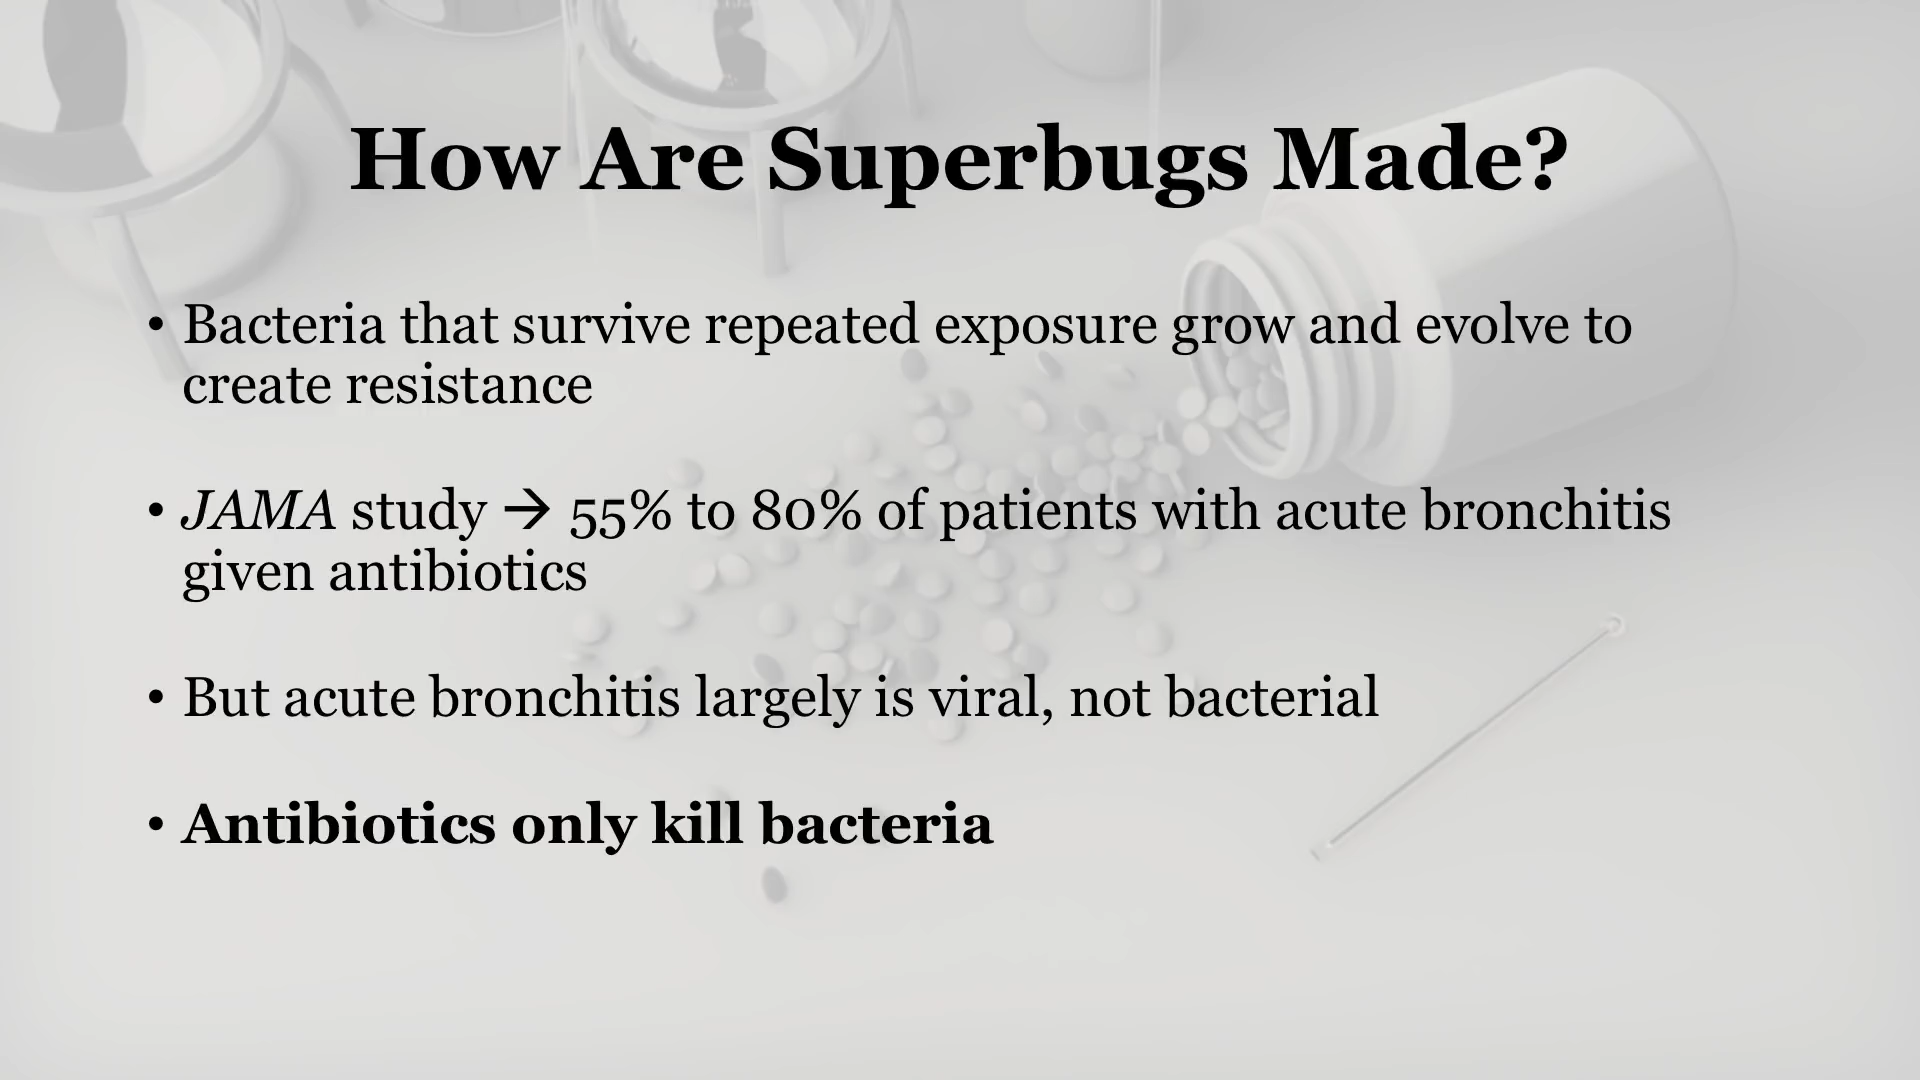 How Are Superbugs Made?
• Bacteria that survive repeated exposure grow and evolve to
create resistance
• JAMA study → 55% to 80% of patients with acute bronchitis
given antibiotics
• But acute bronchitis largely is viral, not bacterial
• Antibiotics only kill bacteria